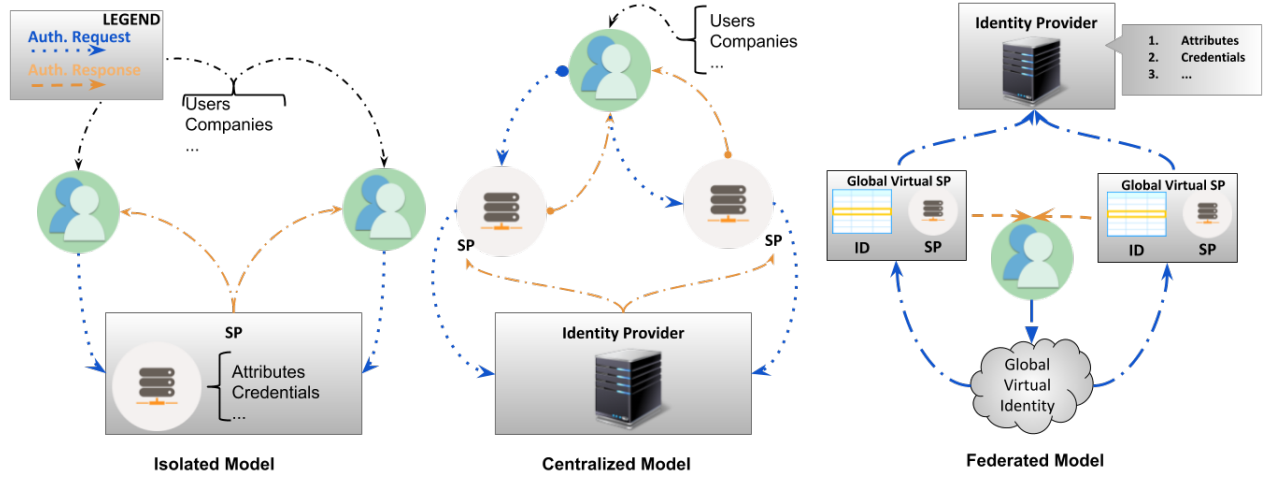 LEGEND
Auth. Request
Auth. Response
Users
Companies
...
SP
Attributes
Credentials
...
Isolated Model
Users
Companies
...
SP
SP
Identity Provider
Centralized Model
Identity Provider
1. Attributes
2. Credentials
3. ...
Global Virtual SP
ID SP
Global Virtual SP
ID SP
Global
Virtual
Identity
Federated Model